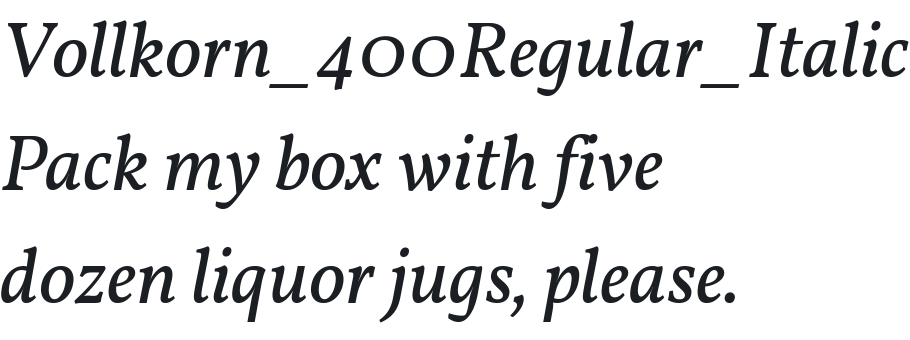 Vollkorn_400Regular_Italic
Pack my box with five
dozen liquor jugs, please.